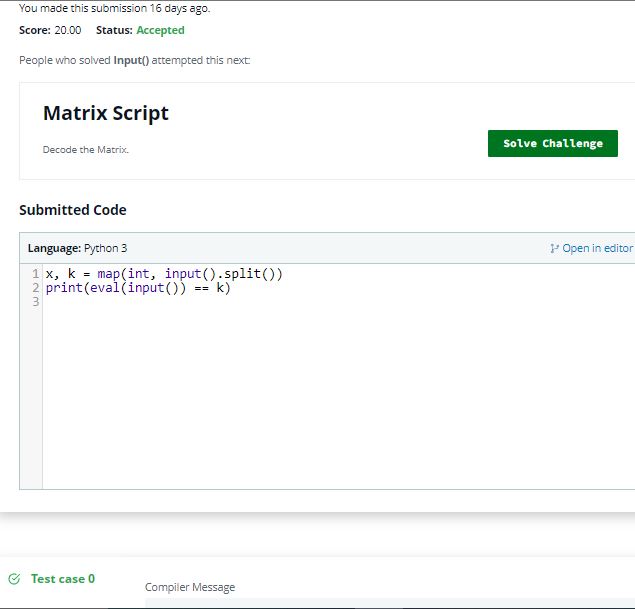 You made this submission 16 days ago.
Score: 20.00 Status: Accepted
People who solved Input() attempted this next:
Matrix Script
Solve Challenge
Decode the Matrix.
Submitted Code
Language: Python 3 Open in editor
1 x, k = map(int, input().split())
2 print(eval(input()) == k)
3
Test case 0
Compiler Message